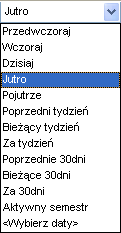 Jutro
Przedwczoraj
Wczoraj
Dzisiaj
Jutro
Pojutrze
Poprzedni tydzień
Bieżący tydzień
Za tydzień
Poprzednie 30dni
Bieżące 30dni
Za 30dni
Aktywny semestr
<Wybierz daty>